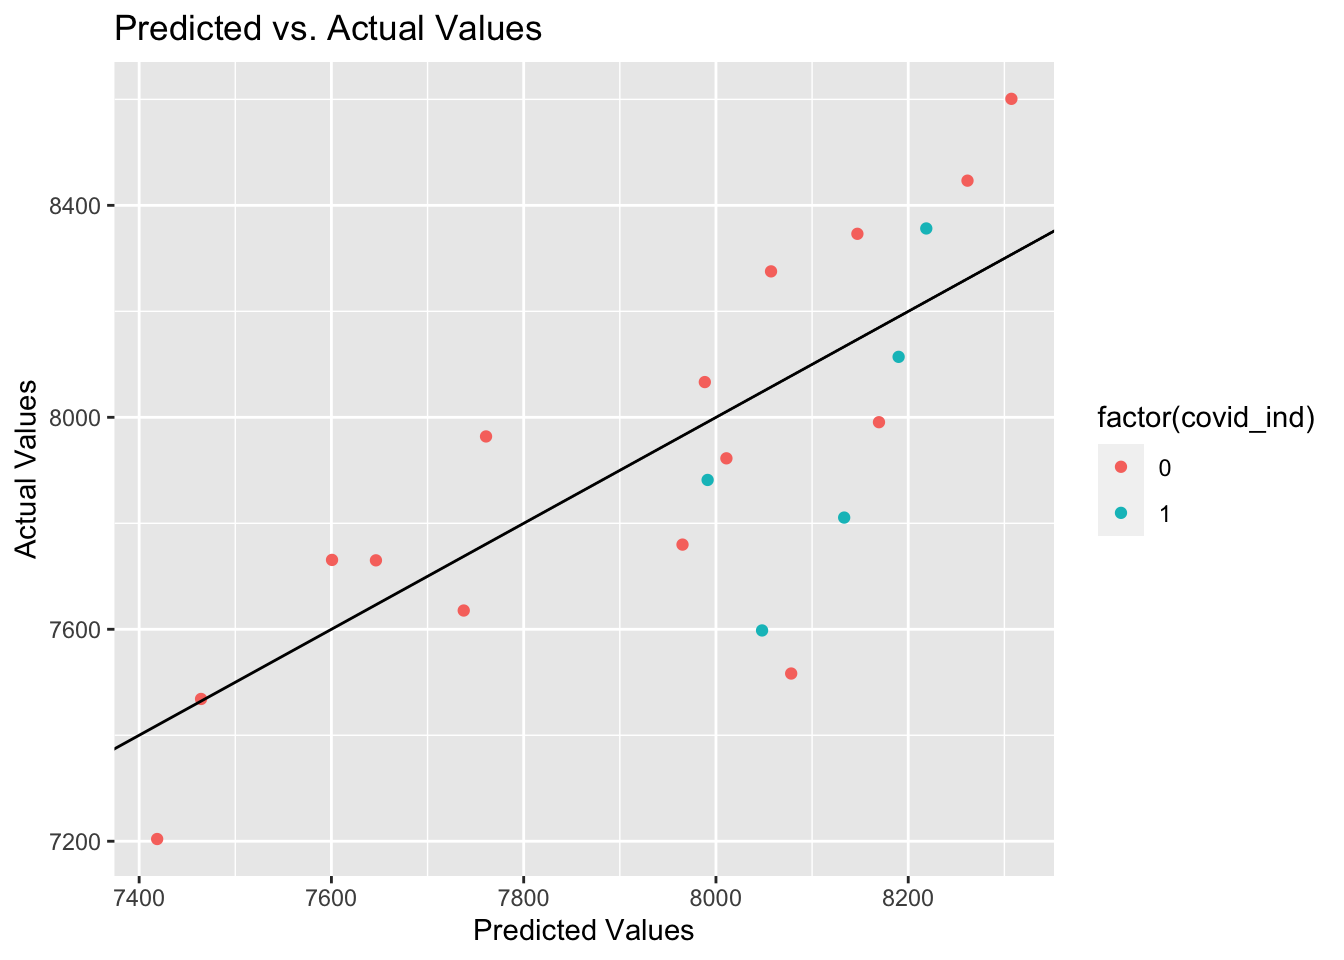 Predicted vs. Actual Values
Actual Values
8400
8000
7600
7200
7400 7600 7800 8000 8200
Predicted Values
factor(covid_ind)
0
1